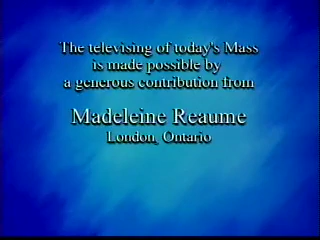 The televising of today's Mass
is made possible by
a generous contribution from
Madeleine Reaume
London, Ontario